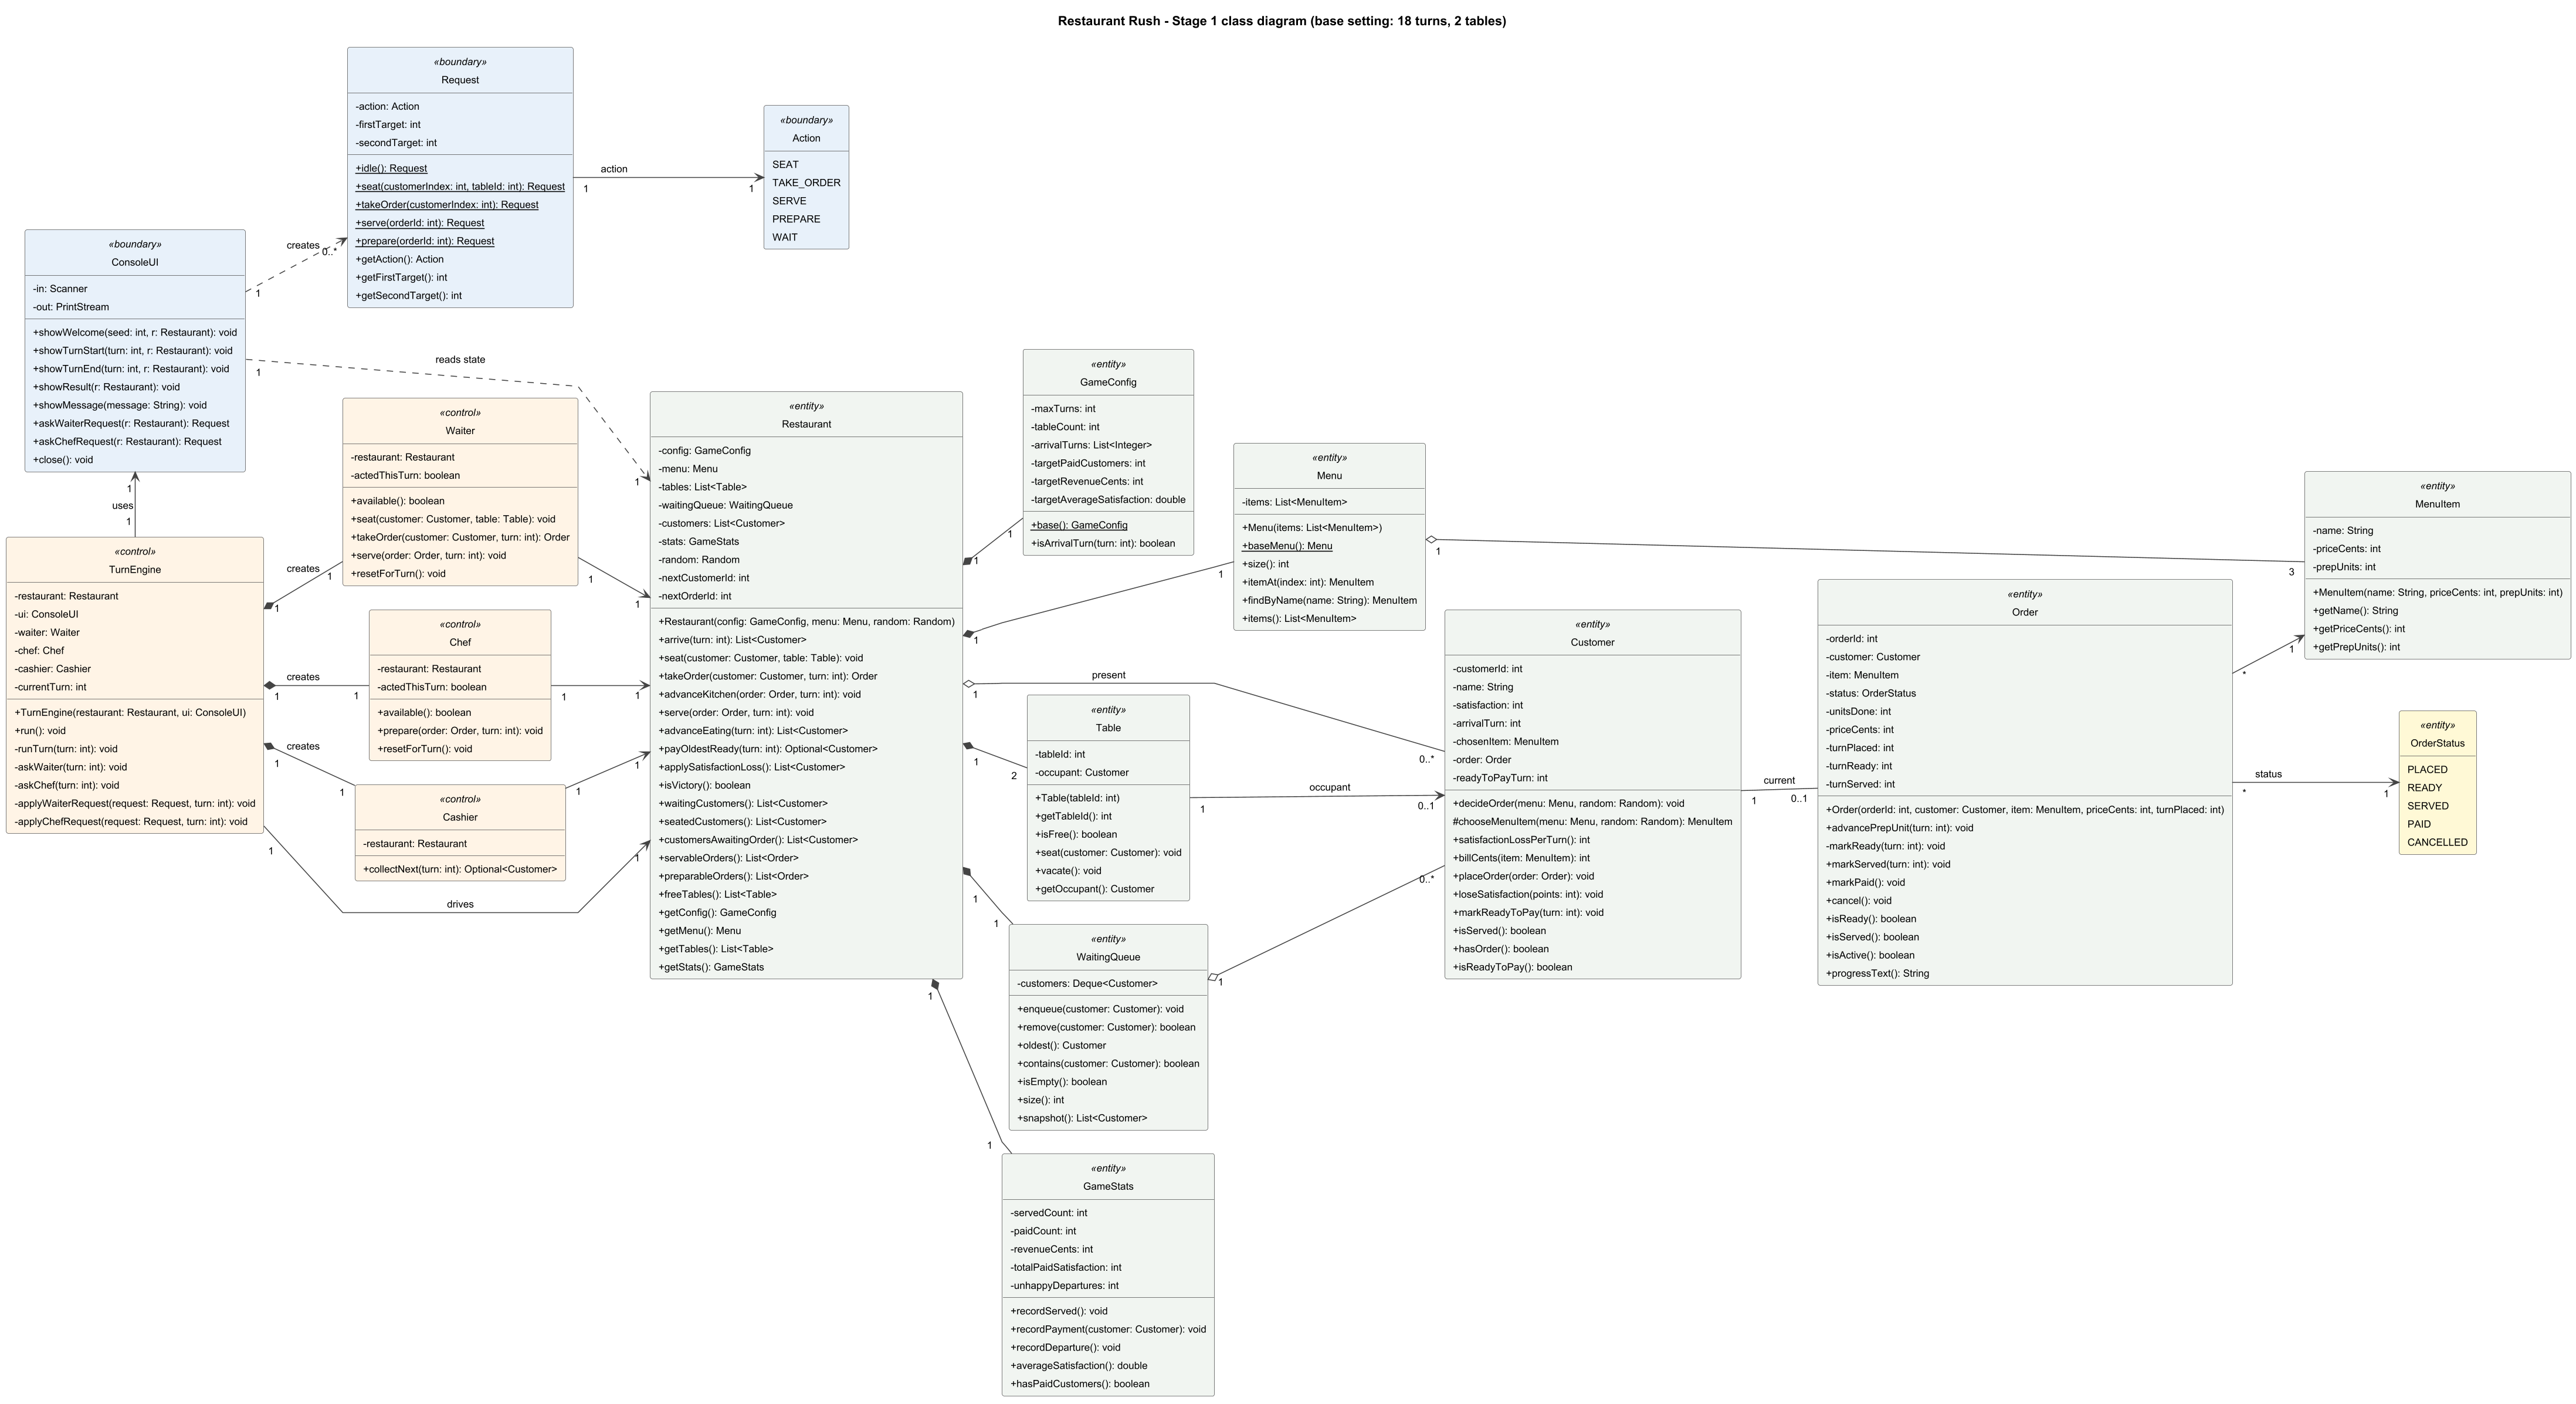 Restaurant Rush - Stage 1 class diagram (base setting: 18 turns, 2 tables)
«boundary»
Request
-action: Action
-firstTarget: int
-secondTarget: int
+idle(): Request
+seat(customerIndex: int, tableId: int): Request
+takeOrder(customerIndex: int): Request
+serve(orderId: int): Request
+prepare(orderId: int): Request
+getAction(): Action
+getFirstTarget(): int
+getSecondTarget(): int
action
1
1
«boundary»
Action
SEAT
TAKE_ORDER
SERVE
PREPARE
WAIT
«boundary»
ConsoleUI
-in: Scanner
-out: PrintStream
+showWelcome(seed: int, r: Restaurant): void
+showTurnStart(turn: int, r: Restaurant): void
+showTurnEnd(turn: int, r: Restaurant): void
+showResult(r: Restaurant): void
+showMessage(message: String): void
+askWaiterRequest(r: Restaurant): Request
+askChefRequest(r: Restaurant): Request
+close(): void
creates
0..*
1
reads state
1
1
1
uses
1
«control»
TurnEngine
-restaurant: Restaurant
-ui: ConsoleUI
-waiter: Waiter
-chef: Chef
-cashier: Cashier
-currentTurn: int
+TurnEngine(restaurant: Restaurant, ui: ConsoleUI)
+run(): void
-runTurn(turn: int): void
-askWaiter(turn: int): void
-askChef(turn: int): void
-applyWaiterRequest(request: Request, turn: int): void
-applyChefRequest(request: Request, turn: int): void
creates
1
1
creates
1
1
creates
1
1
1
drives
1
«control»
Waiter
-restaurant: Restaurant
-actedThisTurn: boolean
+available(): boolean
+seat(customer: Customer, table: Table): void
+takeOrder(customer: Customer, turn: int): Order
+serve(order: Order, turn: int): void
+resetForTurn(): void
1
1
«control»
Chef
-restaurant: Restaurant
-actedThisTurn: boolean
+available(): boolean
+prepare(order: Order, turn: int): void
+resetForTurn(): void
1
1
«control»
Cashier
-restaurant: Restaurant
+collectNext(turn: int): Optional<Customer>
1
1
«entity»
Restaurant
-config: GameConfig
-menu: Menu
-tables: List<Table>
-waitingQueue: WaitingQueue
-customers: List<Customer>
-stats: GameStats
-random: Random
-nextCustomerId: int
-nextOrderId: int
+Restaurant(config: GameConfig, menu: Menu, random: Random)
+arrive(turn: int): List<Customer>
+seat(customer: Customer, table: Table): void
+takeOrder(customer: Customer, turn: int): Order
+advanceKitchen(order: Order, turn: int): void
+serve(order: Order, turn: int): void
+advanceEating(turn: int): List<Customer>
+payOldestReady(turn: int): Optional<Customer>
+applySatisfactionLoss(): List<Customer>
+isVictory(): boolean
+waitingCustomers(): List<Customer>
+seatedCustomers(): List<Customer>
+customersAwaitingOrder(): List<Customer>
+servableOrders(): List<Order>
+preparableOrders(): List<Order>
+freeTables(): List<Table>
+getConfig(): GameConfig
+getMenu(): Menu
+getTables(): List<Table>
+getStats(): GameStats
1
1
1
1
present
1
0..*
1
2
1
1
1
1
«entity»
GameConfig
-maxTurns: int
-tableCount: int
-arrivalTurns: List<Integer>
-targetPaidCustomers: int
-targetRevenueCents: int
-targetAverageSatisfaction: double
+base(): GameConfig
+isArrivalTurn(turn: int): boolean
«entity»
Menu
-items: List<MenuItem>
+Menu(items: List<MenuItem>)
+baseMenu(): Menu
+size(): int
+itemAt(index: int): MenuItem
+findByName(name: String): MenuItem
+items(): List<MenuItem>
1
3
«entity»
Table
-tableId: int
-occupant: Customer
+Table(tableId: int)
+getTableId(): int
+isFree(): boolean
+seat(customer: Customer): void
+vacate(): void
+getOccupant(): Customer
occupant
1
0..1
«entity»
WaitingQueue
-customers: Deque<Customer>
+enqueue(customer: Customer): void
+remove(customer: Customer): boolean
+oldest(): Customer
+contains(customer: Customer): boolean
+isEmpty(): boolean
+size(): int
+snapshot(): List<Customer>
1
0..*
«entity»
GameStats
-servedCount: int
-paidCount: int
-revenueCents: int
-totalPaidSatisfaction: int
-unhappyDepartures: int
+recordServed(): void
+recordPayment(customer: Customer): void
+recordDeparture(): void
+averageSatisfaction(): double
+hasPaidCustomers(): boolean
«entity»
Customer
-customerId: int
-name: String
-satisfaction: int
-arrivalTurn: int
-chosenItem: MenuItem
-order: Order
-readyToPayTurn: int
+decideOrder(menu: Menu, random: Random): void
#chooseMenuItem(menu: Menu, random: Random): MenuItem
+satisfactionLossPerTurn(): int
+billCents(item: MenuItem): int
+placeOrder(order: Order): void
+loseSatisfaction(points: int): void
+markReadyToPay(turn: int): void
+isServed(): boolean
+hasOrder(): boolean
+isReadyToPay(): boolean
current
1
0..1
«entity»
Order
-orderId: int
-customer: Customer
-item: MenuItem
-status: OrderStatus
-unitsDone: int
-priceCents: int
-turnPlaced: int
-turnReady: int
-turnServed: int
+Order(orderId: int, customer: Customer, item: MenuItem, priceCents: int, turnPlaced: int)
+advancePrepUnit(turn: int): void
-markReady(turn: int): void
+markServed(turn: int): void
+markPaid(): void
+cancel(): void
+isReady(): boolean
+isServed(): boolean
+isActive(): boolean
+progressText(): String
*
1
status
*
1
«entity»
MenuItem
-name: String
-priceCents: int
-prepUnits: int
+MenuItem(name: String, priceCents: int, prepUnits: int)
+getName(): String
+getPriceCents(): int
+getPrepUnits(): int
«entity»
OrderStatus
PLACED
READY
SERVED
PAID
CANCELLED